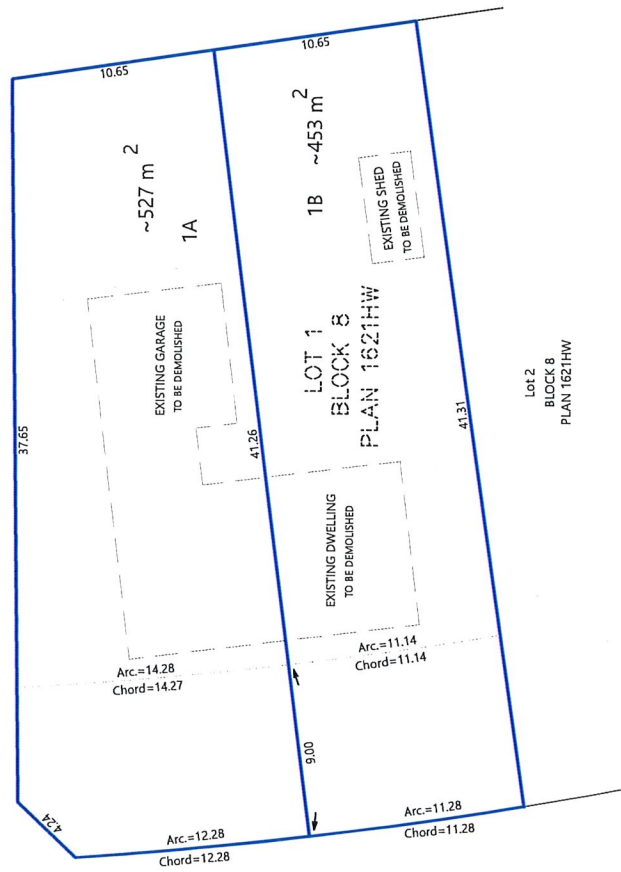 10.65
10.65
~527 m²
1A
1B ~453 m²
EXISTING SHED
TO BE DEMOLISHED
EXISTING GARAGE
TO BE DEMOLISHED
LOT 1
BLOCK 8
PLAN 1621HW
37.65
41.26
41.31
Lot 2
BLOCK 8
PLAN 1621HW
EXISTING DWELLING
TO BE DEMOLISHED
Arc.=14.28
Chord=14.27
Arc.=11.14
Chord=11.14
9.00
4.24
Arc.=12.28
Chord=12.28
Arc.=11.28
Chord=11.28